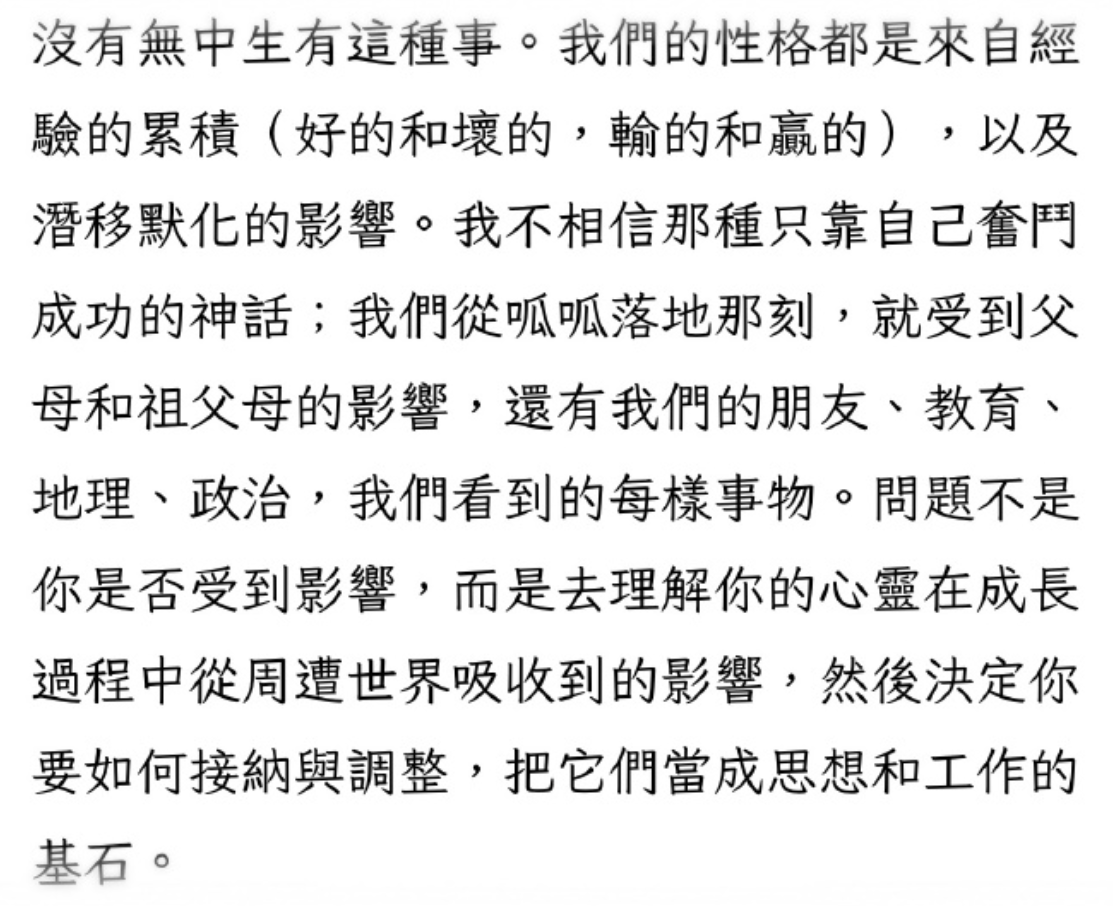 沒有無中生有這種事。我們的性格都是來自經
驗的累積（好的和壞的，輸的和贏的），以及
潛移默化的影響。我不相信那種只靠自己奮鬥
成功的神話；我們從呱呱落地那刻，就受到父
母和祖父母的影響，還有我們的朋友、教育、
地理、政治，我們看到的每樣事物。問題不是
你是否受到影響，而是去理解你的心靈在成長
過程中從周遭世界吸收到的影響，然後決定你
要如何接納與調整，把它們當成思想和工作的
基石。